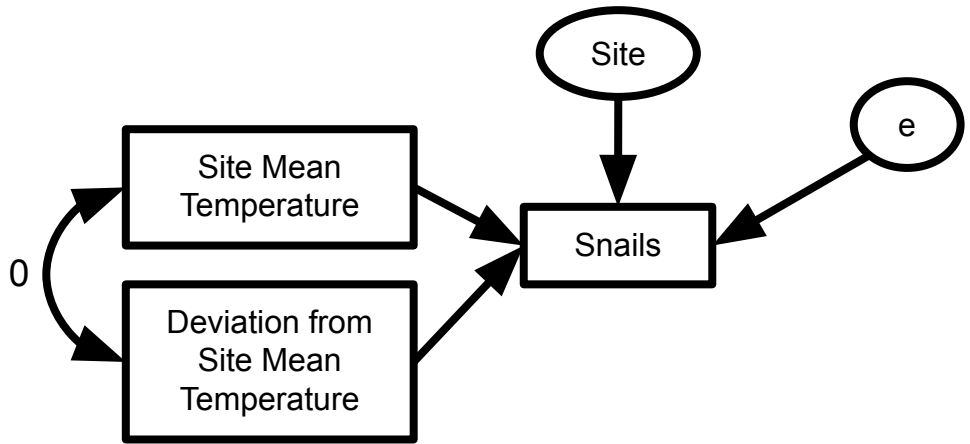 Site
e
Site Mean
Temperature
Snails
0
Deviation from
Site Mean
Temperature